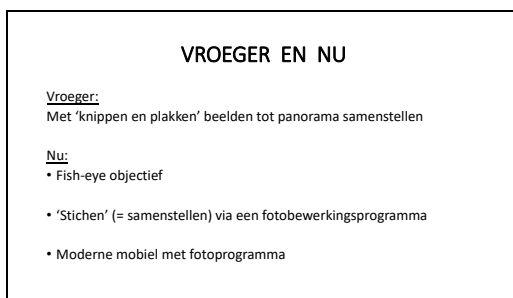 VROEGER EN NU
Vroeger:
Met ‘knippen en plakken’ beelden tot panorama samenstellen
Nu:
• Fish-eye objectief
• ‘Stichen’ (= samenstellen) via een fotobewerkingsprogramma
• Moderne mobiel met fotoprogramma